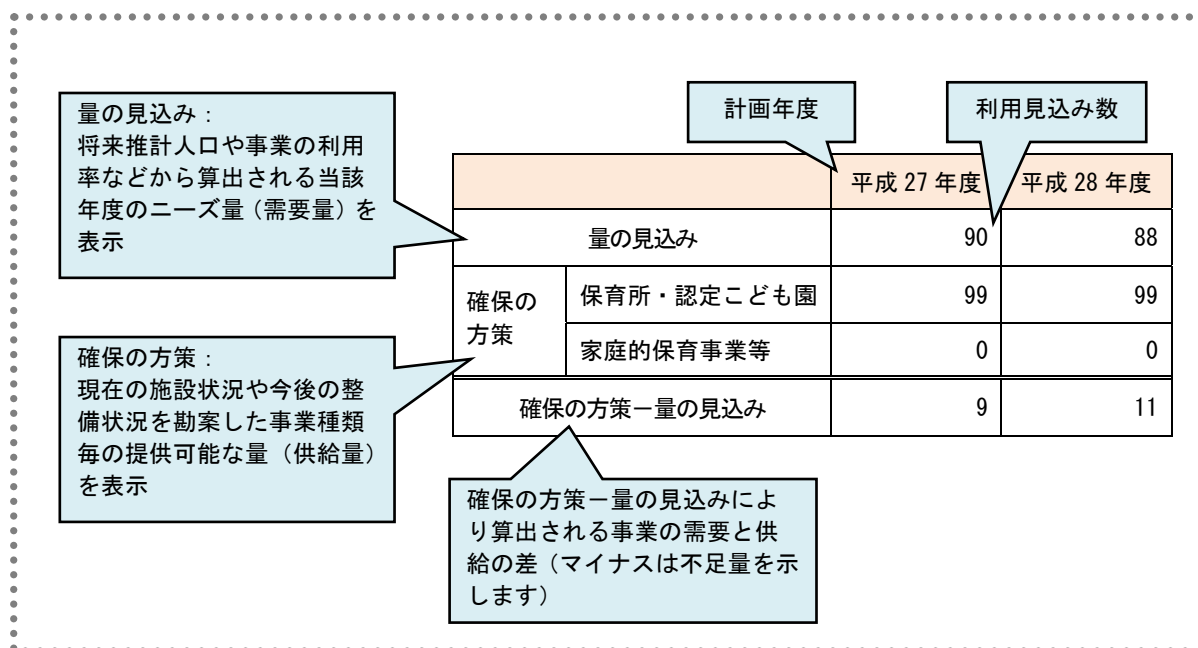 量の見込み：
将来推計人口や事業の利用
率などから算出される当該
年度のニーズ量（需要量）を
表示
計画年度
利用見込み数
平成 27 年度 平成 28 年度
量の見込み 90 88
確保の
方策
保育所・認定こども園 99 99
家庭的保育事業等 0 0
確保の方策－量の見込み 9 11
確保の方策：
現在の施設状況や今後の整
備状況を勘案した事業種類
毎の提供可能な量（供給量）
を表示
確保の方策－量の見込みによ
り算出される事業の需要と供
給の差（マイナスは不足量を示
します）